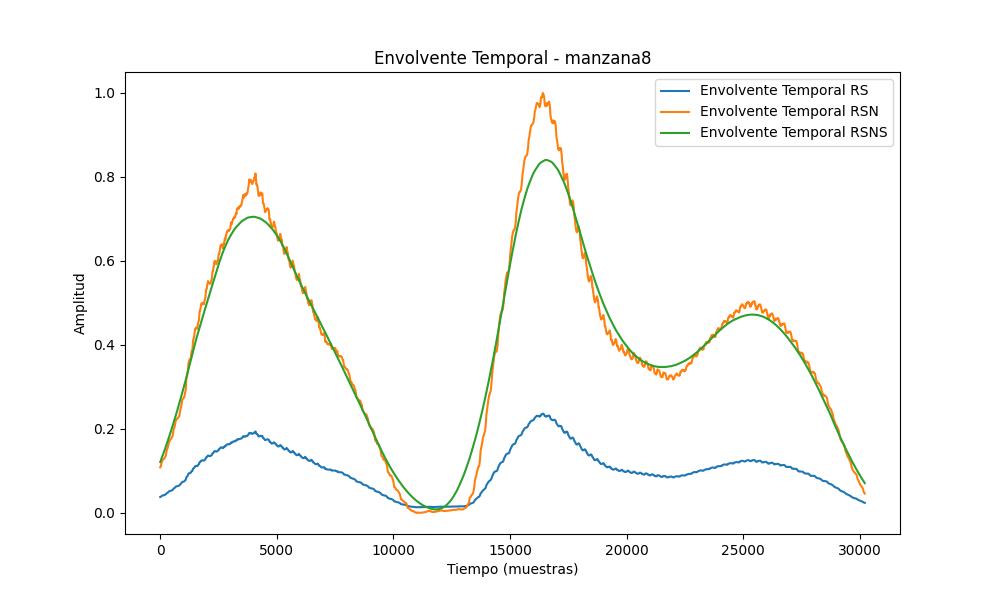 Envolvente Temporal - manzana8
Envolvente Temporal RS
Envolvente Temporal RSN
Envolvente Temporal RSNS
Amplitud
1.0
0.8
0.6
0.4
0.2
0.0
0
5000
10000
15000
20000
25000
30000
Tiempo (muestras)